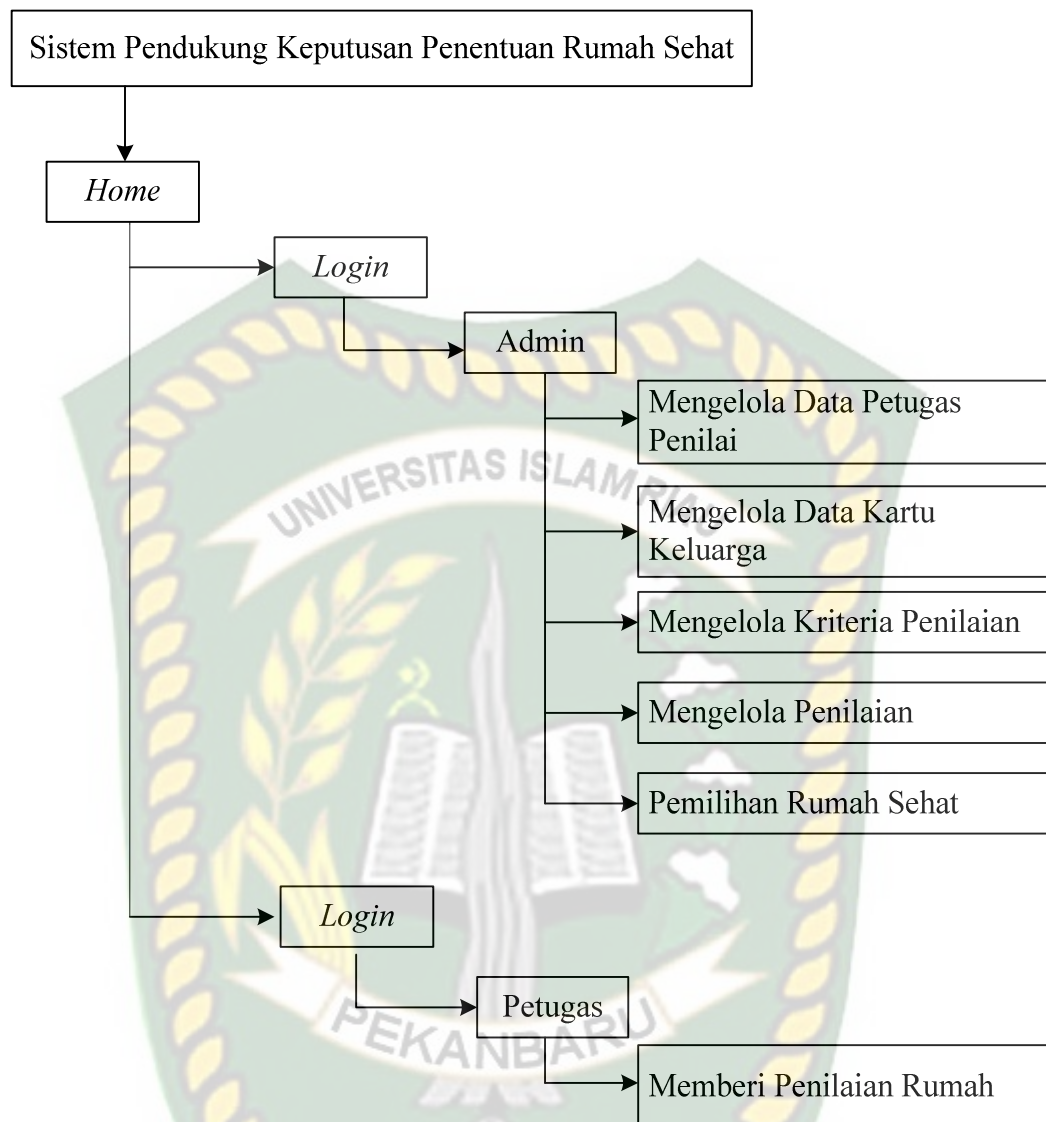 Sistem Pendukung Keputusan Penentuan Rumah Sehat
Home
Login
Admin
Mengelola Data Petugas
Penilai
UNIVERSITAS ISLAM RIAU
Mengelola Data Kartu
Keluarga
Mengelola Kriteria Penilaian
Mengelola Penilaian
Pemilihan Rumah Sehat
Login
Petugas
PEKANBARU
Memberi Penilaian Rumah